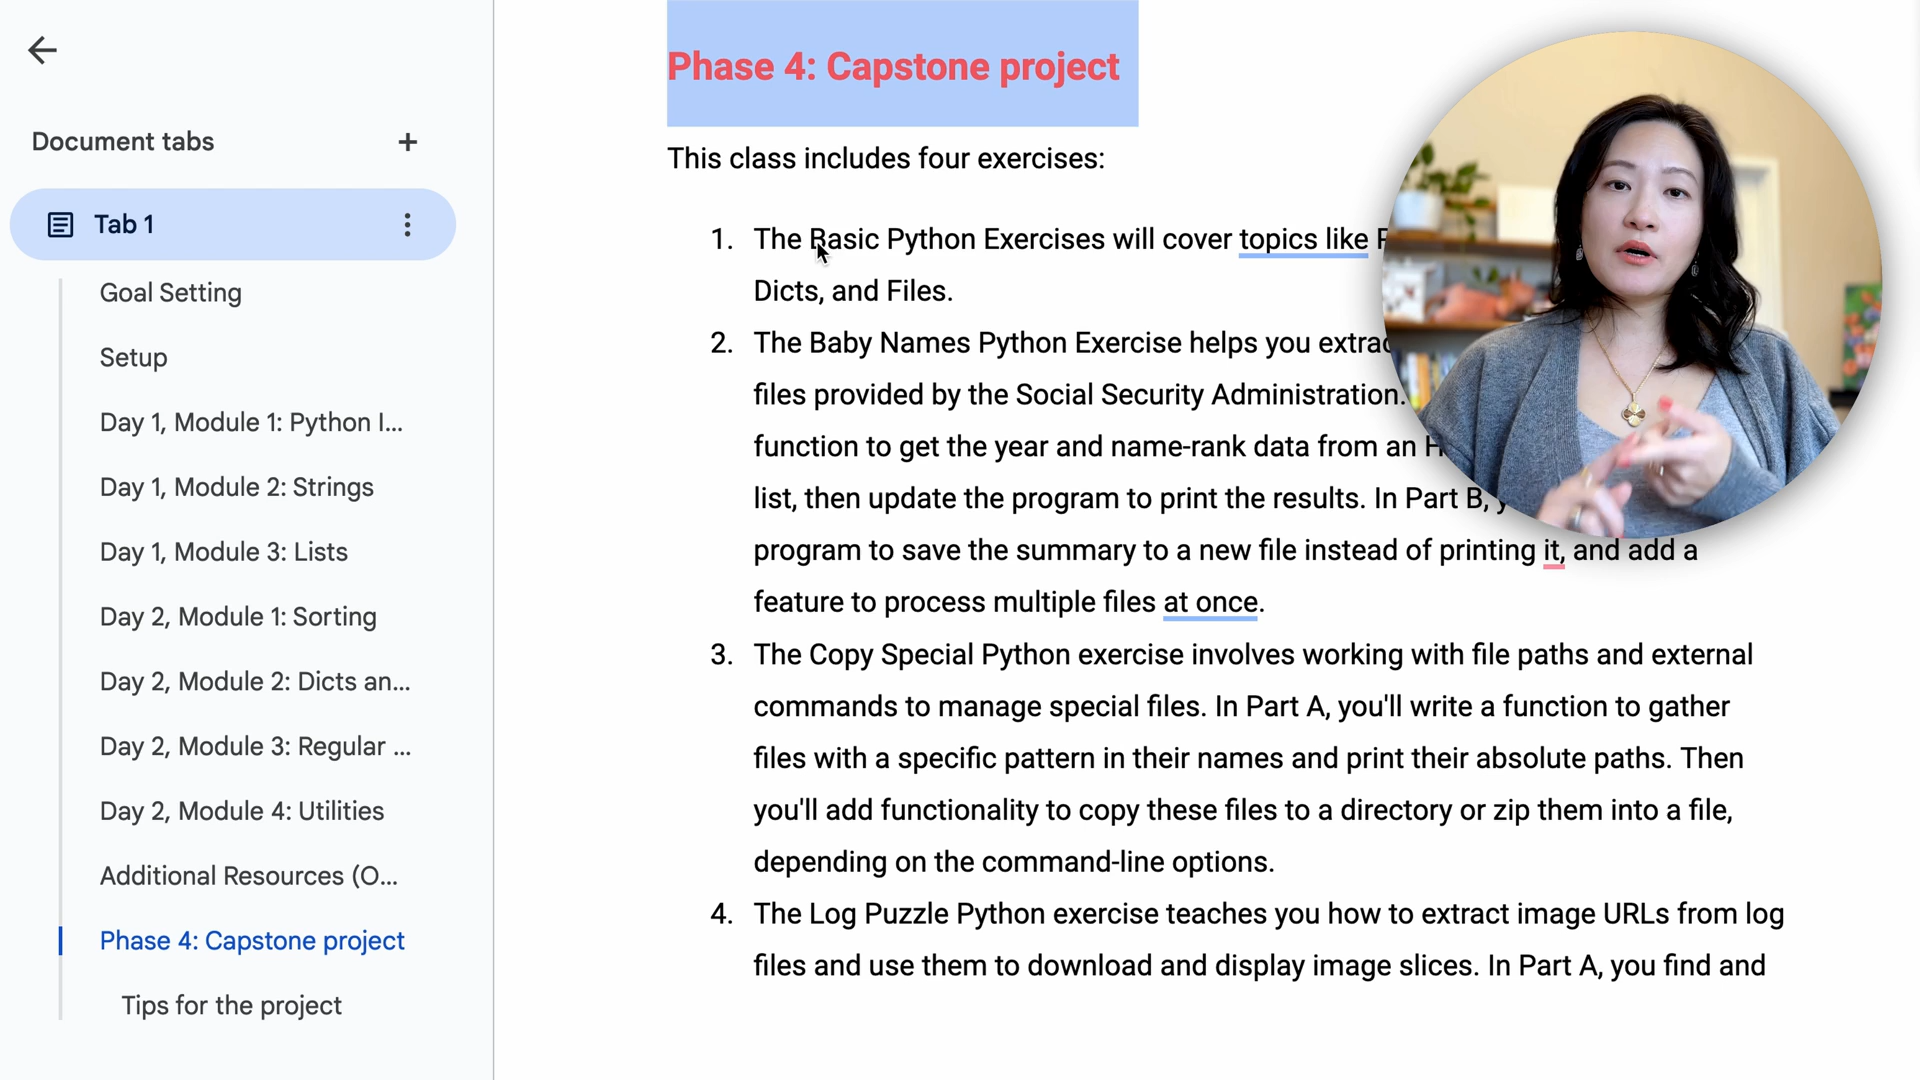 Document tabs
Tab 1
Goal Setting
Setup
Day 1, Module 1: Python I...
Day 1, Module 2: Strings
Day 1, Module 3: Lists
Day 2, Module 1: Sorting
Day 2, Module 2: Dicts an...
Day 2, Module 3: Regular ...
Day 2, Module 4: Utilities
Additional Resources (O...
Phase 4: Capstone project
Tips for the project
Phase 4: Capstone project
This class includes four exercises:
1. The Basic Python Exercises will cover topics like
Dicts, and Files.
2. The Baby Names Python Exercise helps you
files provided by the Social Security Administration.
function to get the year and name-rank data from an
list, then update the program to print the results. In Part B,
program to save the summary to a new file instead of printing it, and add a
feature to process multiple files at once.
3. The Copy Special Python exercise involves working with file paths and external
commands to manage special files. In Part A, you'll write a function to gather
files with a specific pattern in their names and print their absolute paths. Then
you'll add functionality to copy these files to a directory or zip them into a file,
depending on the command-line options.
4. The Log Puzzle Python exercise teaches you how to extract image URLs from log
files and use them to download and display image slices. In Part A, you find and